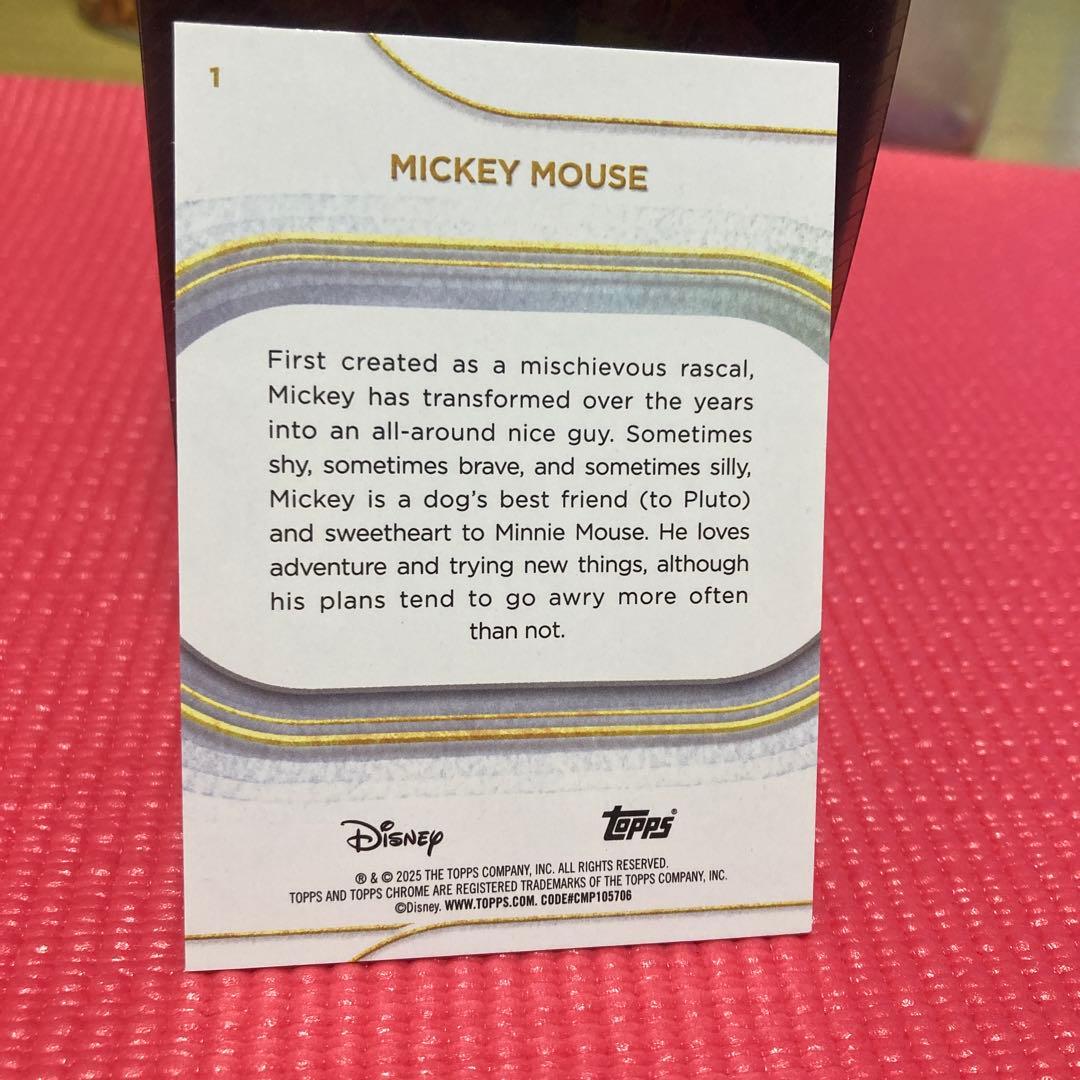 1
MICKEY MOUSE
First created as a mischievous rascal,
Mickey has transformed over the years
into an all-around nice guy. Sometimes
shy, sometimes brave, and sometimes silly,
Mickey is a dog's best friend (to Pluto)
and sweetheart to Minnie Mouse. He loves
adventure and trying new things, although
his plans tend to go awry more often
than not.
Disney
topps®
® & © 2025 THE TOPPS COMPANY, INC. ALL RIGHTS RESERVED.
TOPPS AND TOPPS CHROME ARE REGISTERED TRADEMARKS OF THE TOPPS COMPANY, INC.
©Disney. WWW.TOPPS.COM. CODE#CMP105706